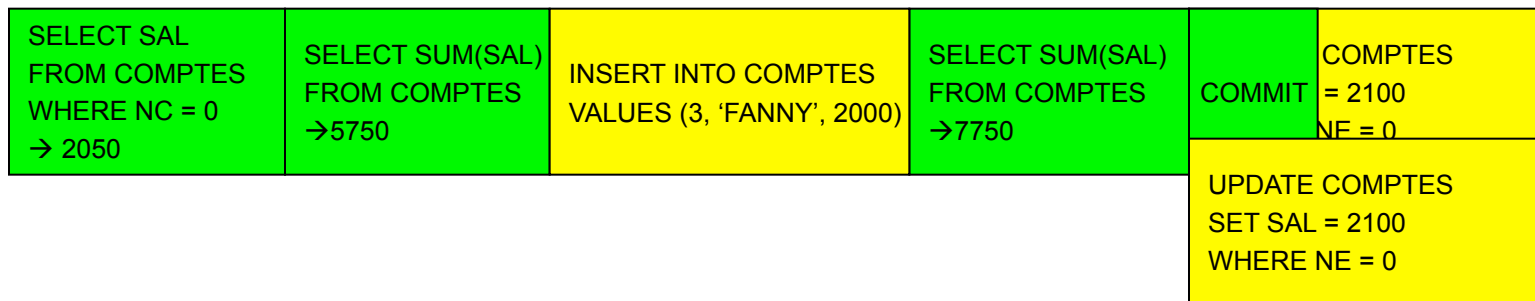 SELECT SAL
FROM COMPTES
WHERE NC = 0
→ 2050
SELECT SUM(SAL)
FROM COMPTES
→5750
INSERT INTO COMPTES
VALUES (3, ‘FANNY’, 2000)
SELECT SUM(SAL)
FROM COMPTES
→7750
COMMIT
COMPTES
= 2100
NE = 0
UPDATE COMPTES
SET SAL = 2100
WHERE NE = 0